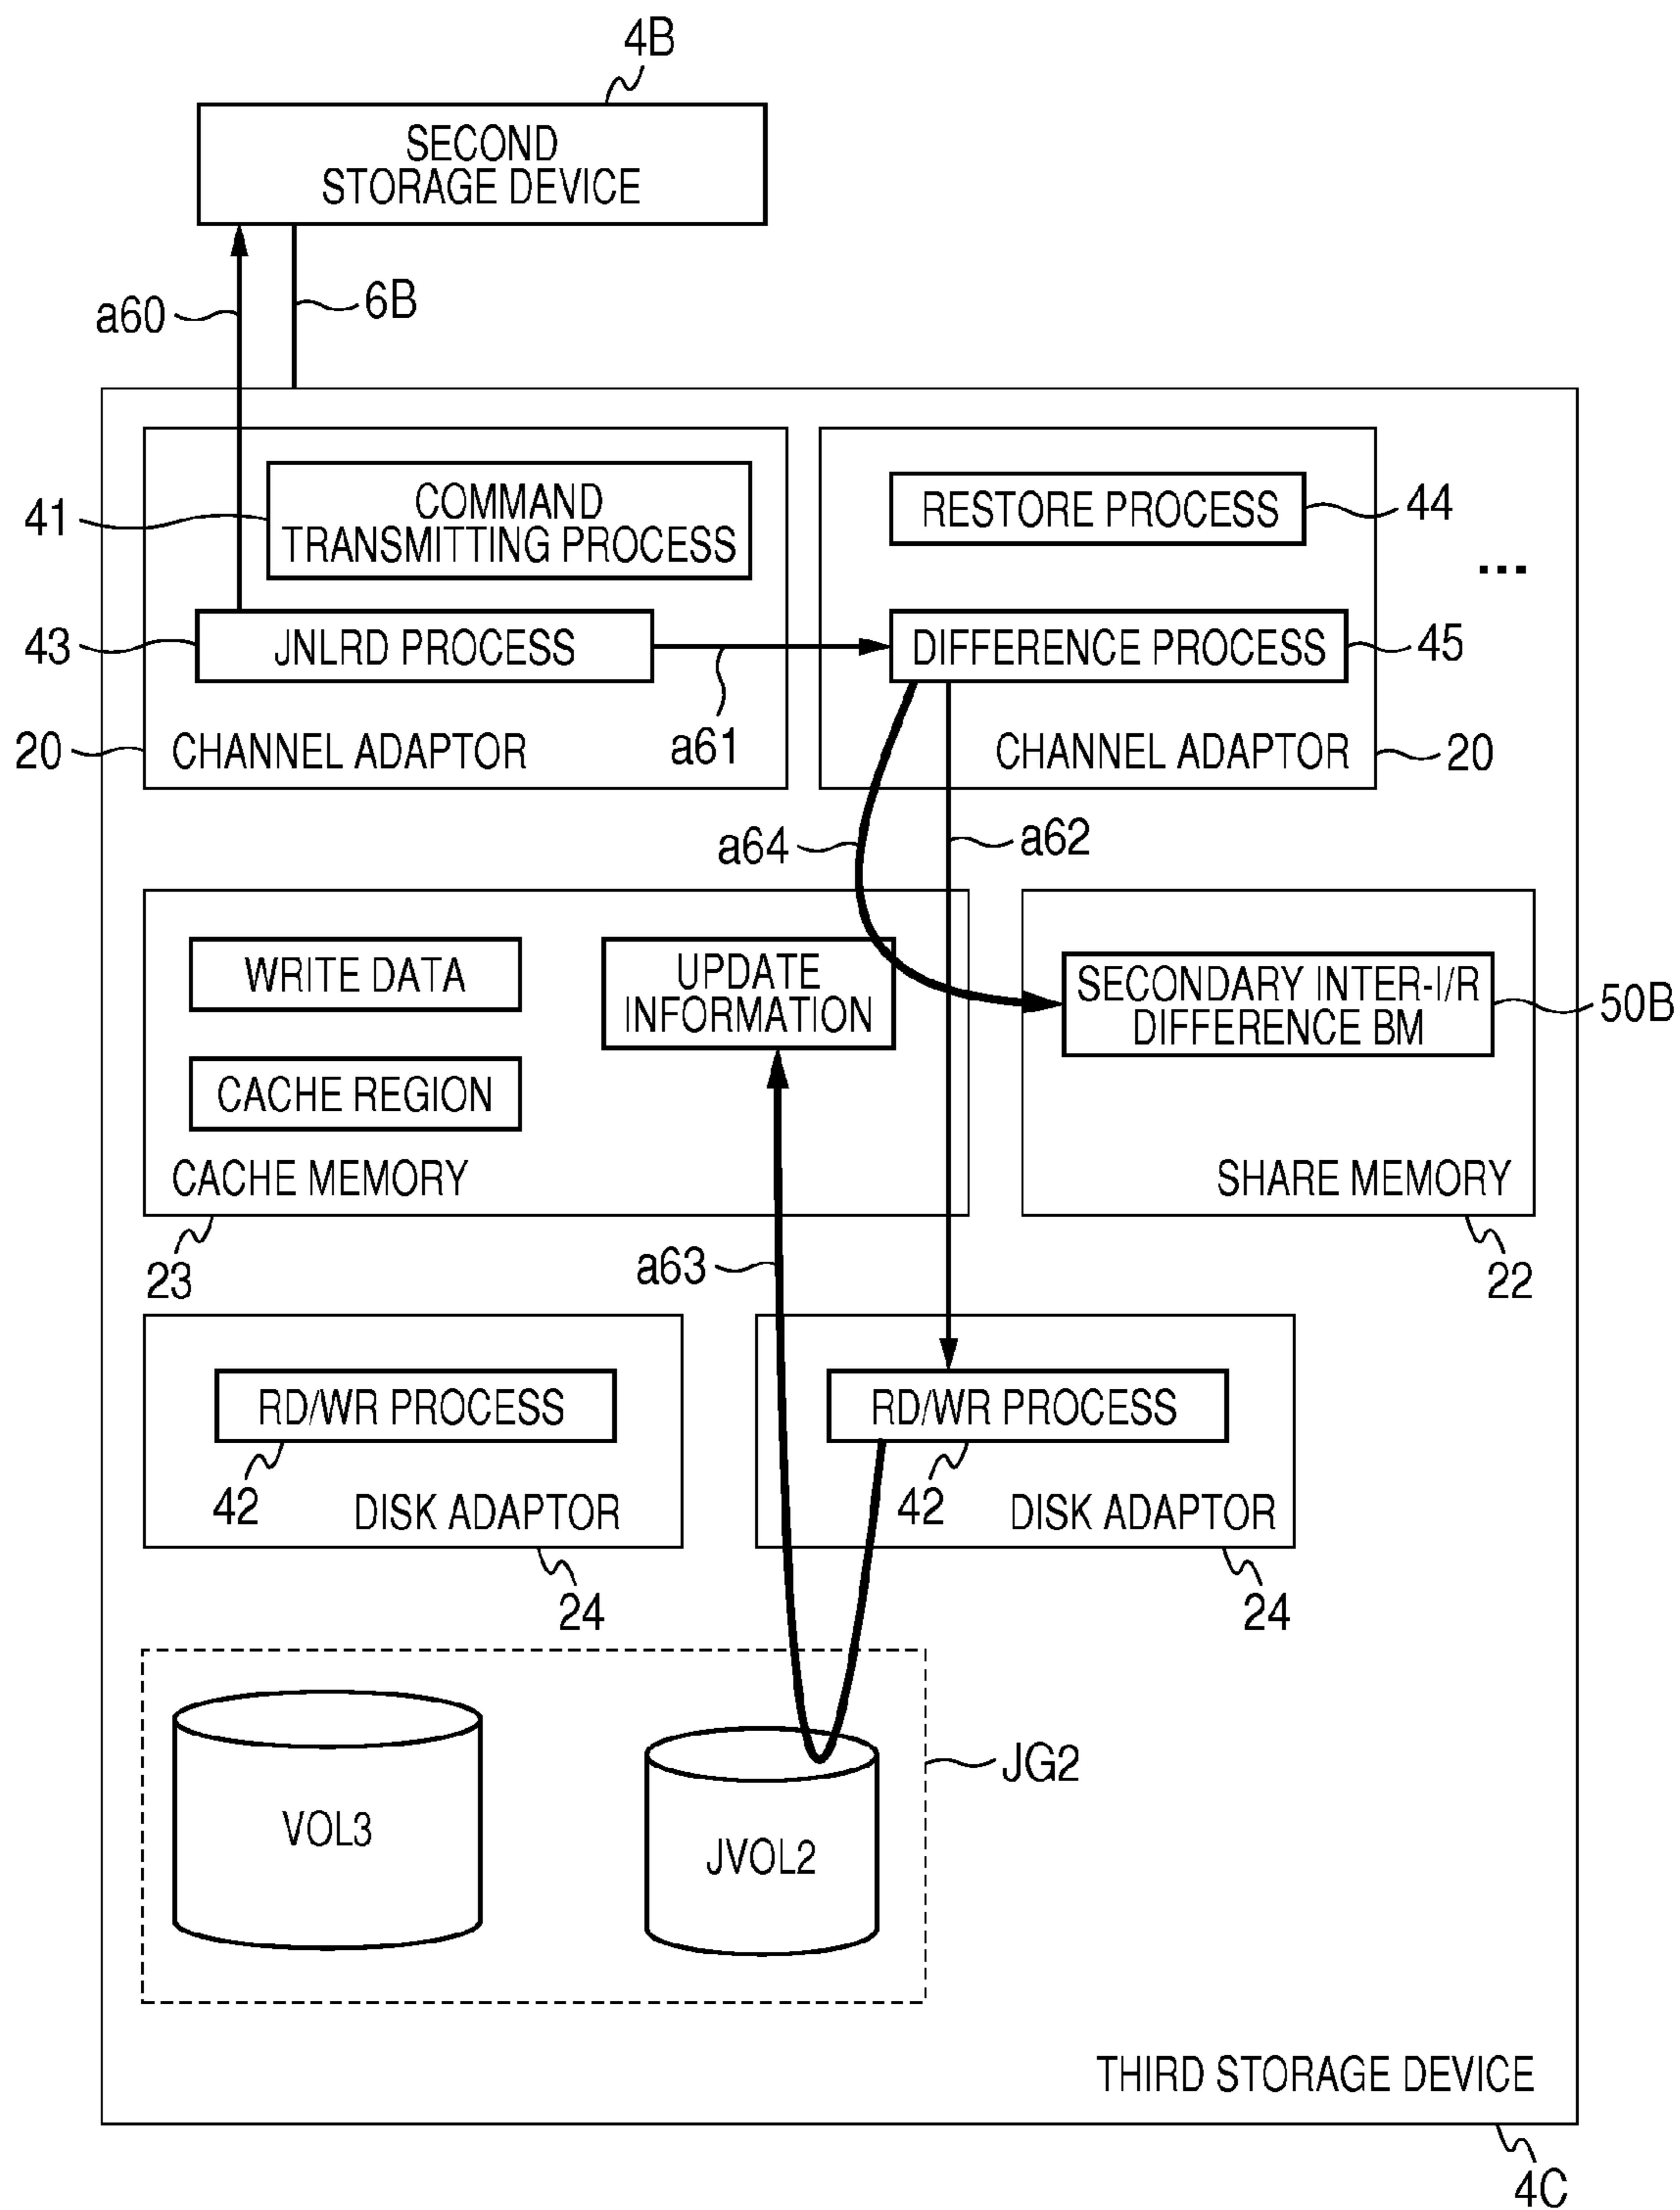 4B
SECOND
STORAGE DEVICE
a60
6B
COMMAND
TRANSMITTING PROCESS
41
RESTORE PROCESS
44
...
43
JNLRD PROCESS
DIFFERENCE PROCESS
45
20
CHANNEL ADAPTOR
a61
CHANNEL ADAPTOR
20
a64
a62
WRITE DATA
UPDATE
INFORMATION
SECONDARY INTER-I/R
DIFFERENCE BM
50B
CACHE REGION
CACHE MEMORY
SHARE MEMORY
23
a63
22
RD/WR PROCESS
RD/WR PROCESS
42
DISK ADAPTOR
42
DISK ADAPTOR
24
24
JG2
VOL3
JVOL2
THIRD STORAGE DEVICE
4C